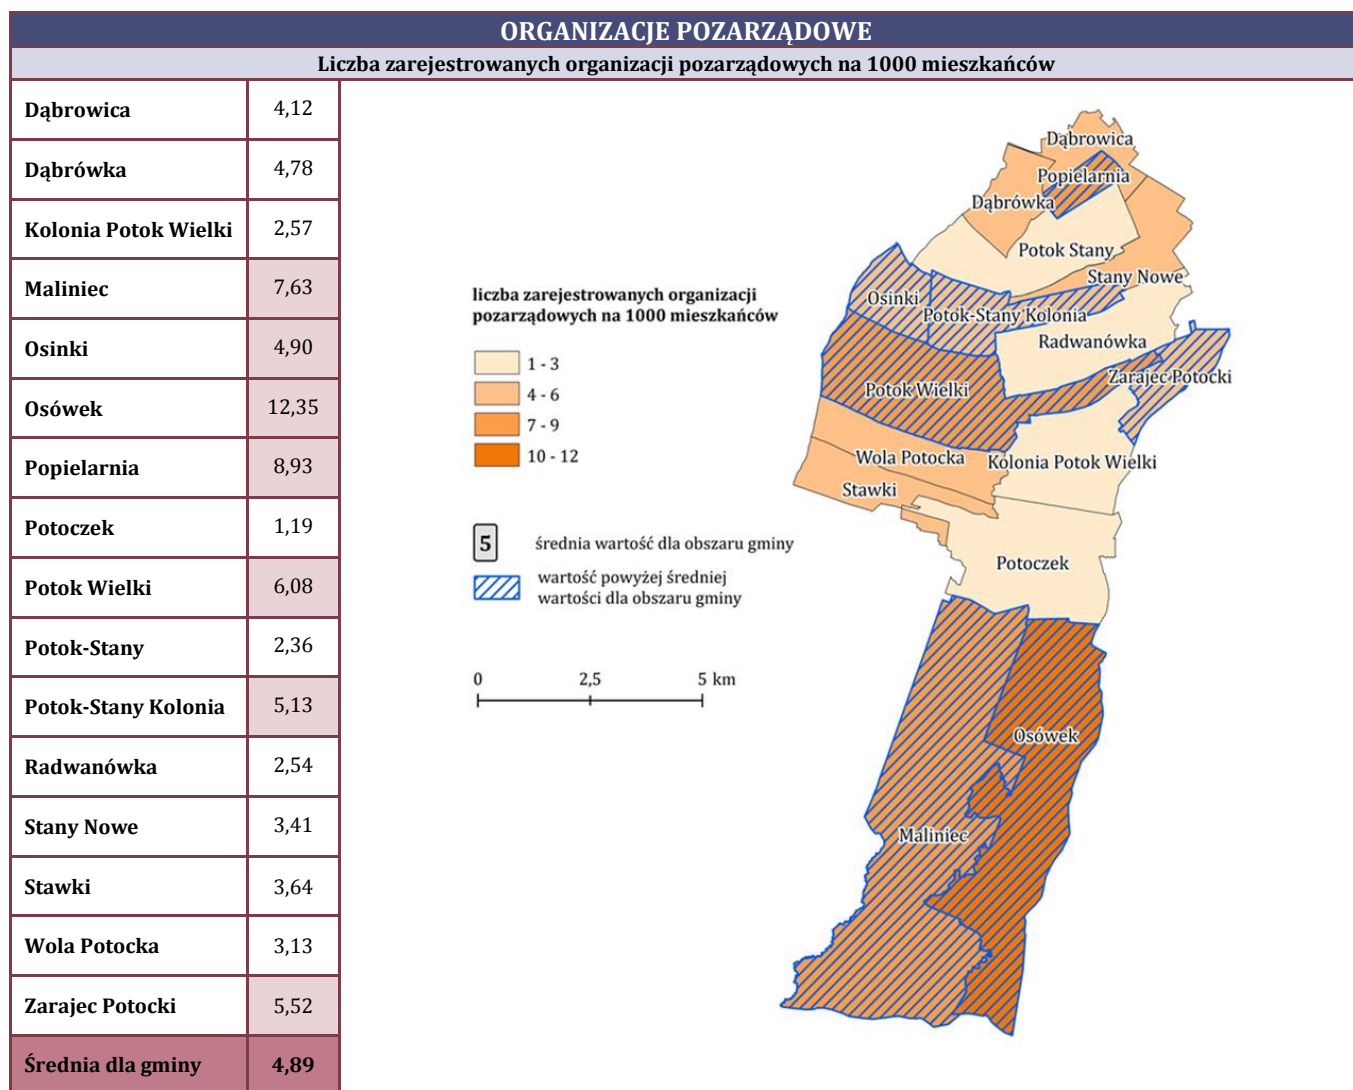 ORGANIZACJE POZARZĄDOWE
Liczba zarejestrowanych organizacji pozarządowych na 1000 mieszkańców
Dąbrowica 4,12
Dąbrówka 4,78
Kolonia Potok Wielki 2,57
Maliniec 7,63
Osinki 4,90
Osówek 12,35
Popielarnia 8,93
Potoczek 1,19
Potok Wielki 6,08
Potok-Stany 2,36
Potok-Stany Kolonia 5,13
Radwanówka 2,54
Stany Nowe 3,41
Stawki 3,64
Wola Potocka 3,13
Zarajec Potocki 5,52
Średnia dla gminy 4,89
liczba zarejestrowanych organizacji
pozarządowych na 1000 mieszkańców
1 - 3
4 - 6
7 - 9
10 - 12
5 średnia wartość dla obszaru gminy
wartość powyżej średniej
wartości dla obszaru gminy
0 2,5 5 km
Dąbrowica
Popielarnia
Dąbrówka
Potok Stany
Stany Nowe
Osinki
Potok-Stany Kolonia
Radwanówka
Zarajec Potocki
Potok Wielki
Wola Potocka
Kolonia Potok Wielki
Stawki
Potoczek
Osówek
Maliniec